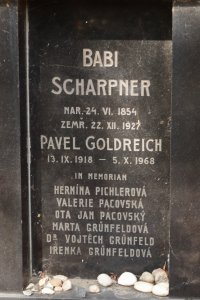 BABI
SCHARPNER
NAR. 24. VI. 1854
ZEMŘ. 22. XII. 1927
PAVEL GOLDREICH
13. IX. 1918 — 5. X. 1968
IN MEMORIAM
HERMÍNA PICHLEROVÁ
VALERIE PACOVSKÁ
OTA JAN PACOVSKÝ
MARTA GRÜNFELDOVÁ
DR VOJTĚCH GRÜNFELD
IRENKA GRÜNFELDOVÁ